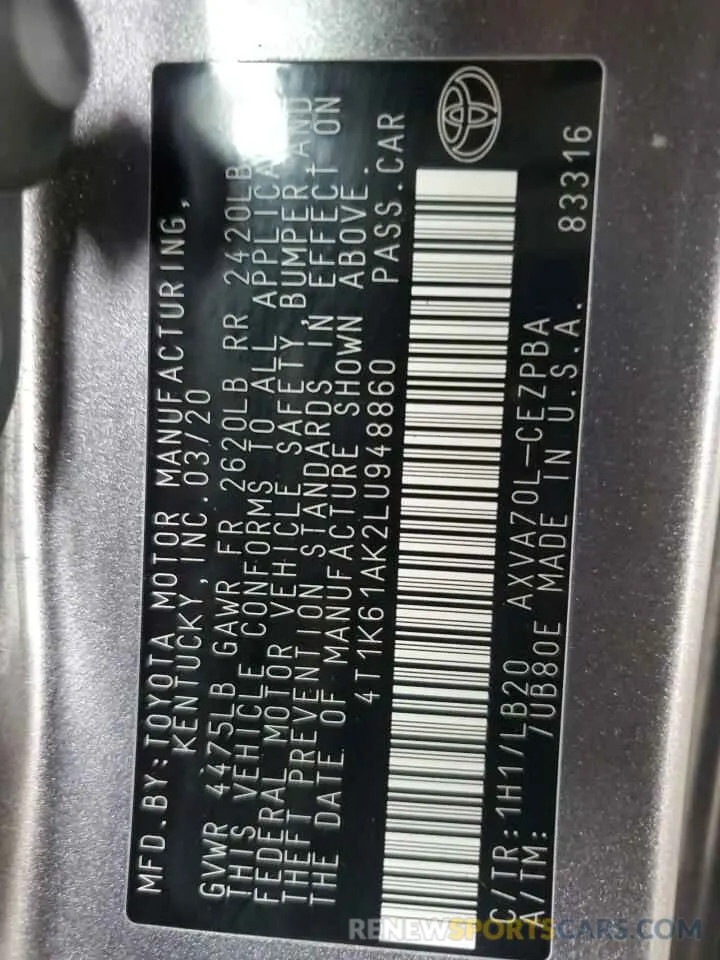 MFD.BY:TOYOTA MOTOR MANUFACTURING,
KENTUCKY,INC.03/20
GVWR 4475LB GAWR FR 2620LB RR 2420LB
THIS VEHICLE CONFORMS TO ALL
FEDERAL MOTOR VEHICLE SAFETY,BUMPER,AND
THEFT PREVENTION STANDARDS IN EFFECT ON
THE DATE OF MANUFACTURE SHOWN ABOVE.
4T1K61AK2LU948860 PASS.CAR
C/TR:1H1/LB20 AXVA70L-CEZPBA 83316
A/TM: 7UB80E MADE IN U.S.A.
RENEWSPORTSCARS.COM